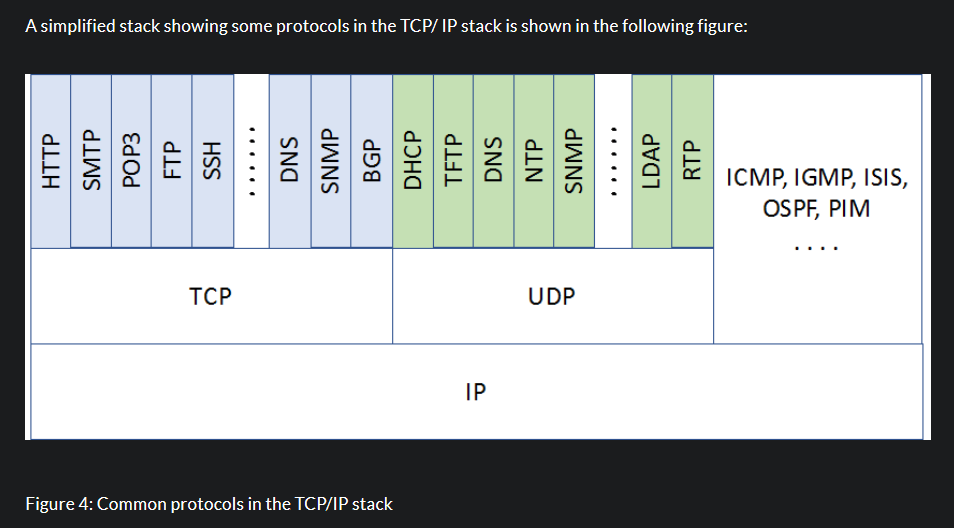 A simplified stack showing some protocols in the TCP/ IP stack is shown in the following figure:
HTTP
SMTP
POP3
FTP
SSH
......
DNS
SNMP
BGP
DHCP
TFTP
DNS
NTP
SNMP
......
LDAP
RTP
ICMP, IGMP, ISIS,
OSPF, PIM
. . . .
TCP
UDP
IP
Figure 4: Common protocols in the TCP/IP stack